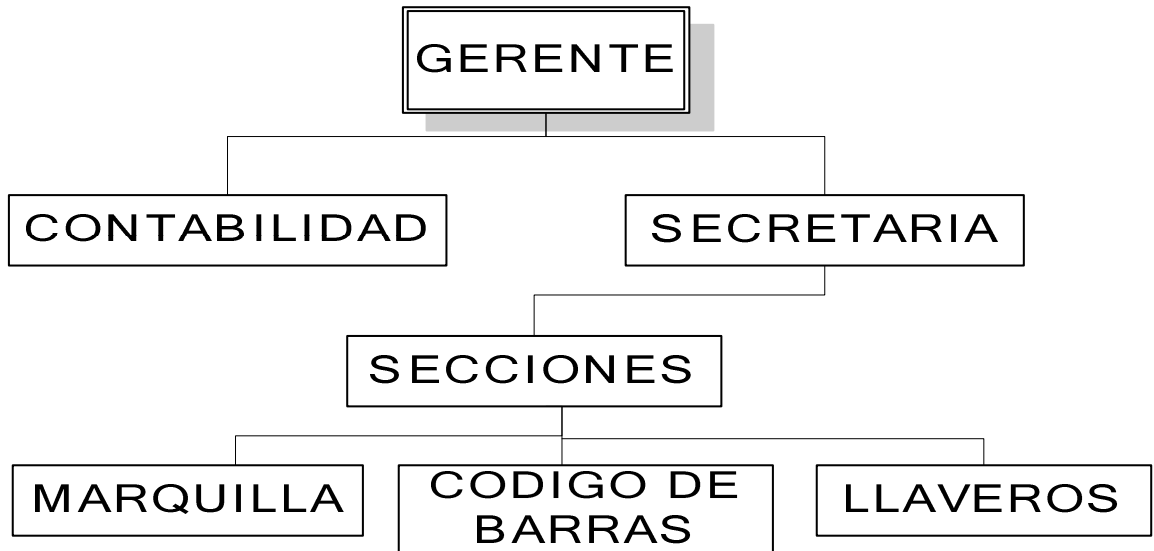 GERENTE
CONTABILIDAD
SECRETARIA
SECCIONES
MARQUILLA
CODIGO DE
BARRAS
LLAVEROS